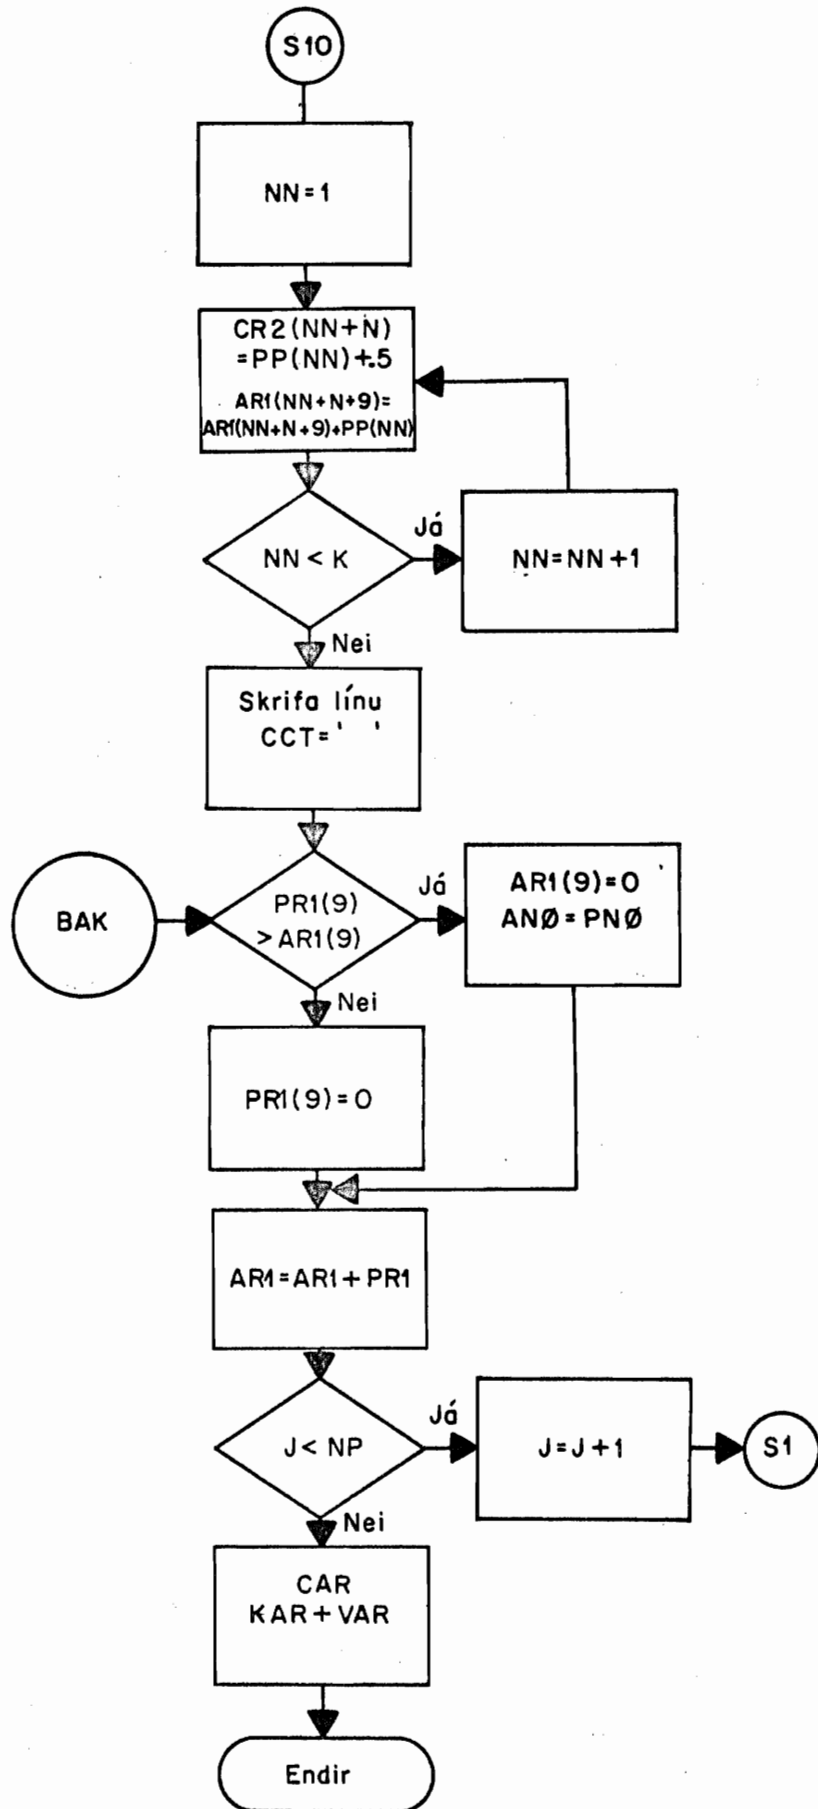 S10
NN=1
CR2(NN+N)
=PP(NN)+.5
AR1(NN+N+9)=
AR1(NN+N+9)+PP(NN)
NN < K
Já
NN=NN+1
Nei
Skrifa línu
CCT=' '
BAK
PR1(9)
>AR1(9)
Já
AR1(9)=0
ANØ=PNØ
Nei
PR1(9)=0
AR1=AR1+PR1
J< NP
Já
J=J+1
S1
Nei
CAR
KAR+VAR
Endir